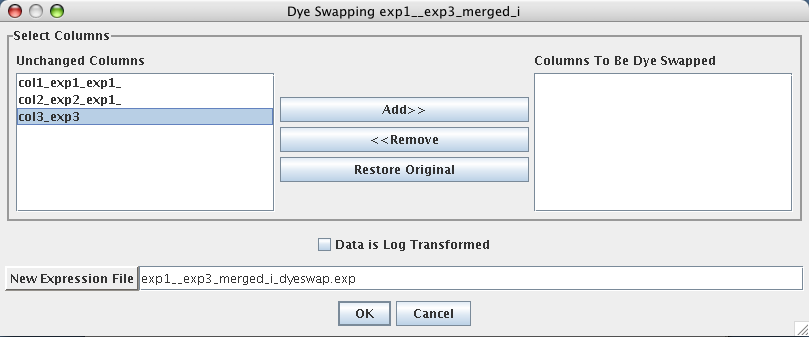 Dye Swapping exp1__exp3_merged_i
Select Columns
Unchanged Columns
Columns To Be Dye Swapped
col1_exp1_exp1_
col2_exp2_exp1_
col3_exp3
Add>>
<<Remove
Restore Original
Data is Log Transformed
New Expression File
exp1__exp3_merged_i_dyeswap.exp
OK
Cancel